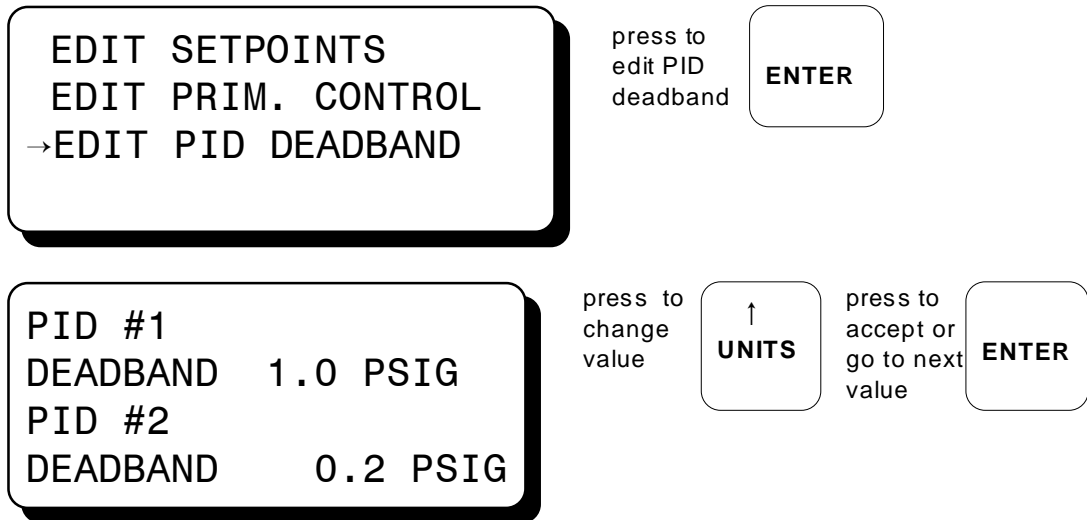 EDIT SETPOINTS
EDIT PRIM. CONTROL
→EDIT PID DEADBAND
press to
edit PID
deadband
ENTER
PID #1
DEADBAND 1.0 PSIG
PID #2
DEADBAND 0.2 PSIG
press to
change
value
↑
UNITS
press to
accept or
go to next
value
ENTER